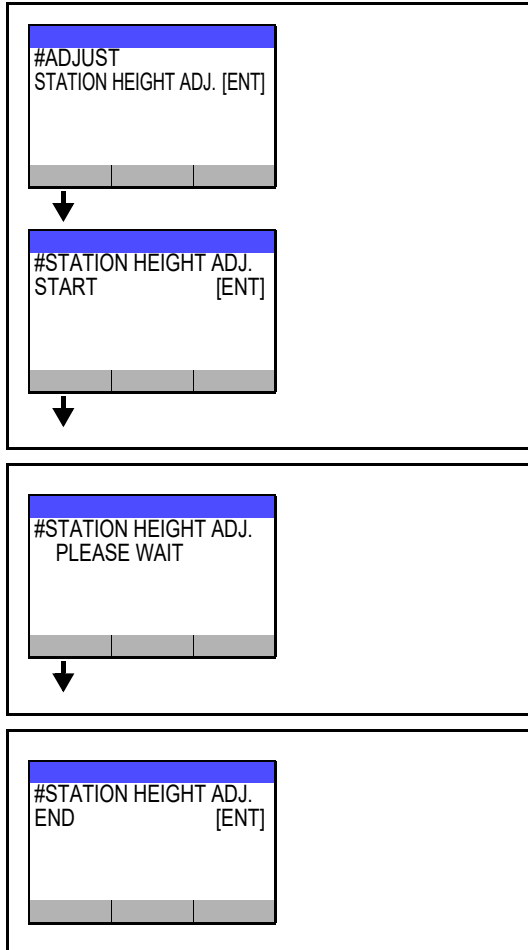 #ADJUST
STATION HEIGHT ADJ. [ENT]
#STATION HEIGHT ADJ.
START [ENT]
#STATION HEIGHT ADJ.
PLEASE WAIT
#STATION HEIGHT ADJ.
END [ENT]